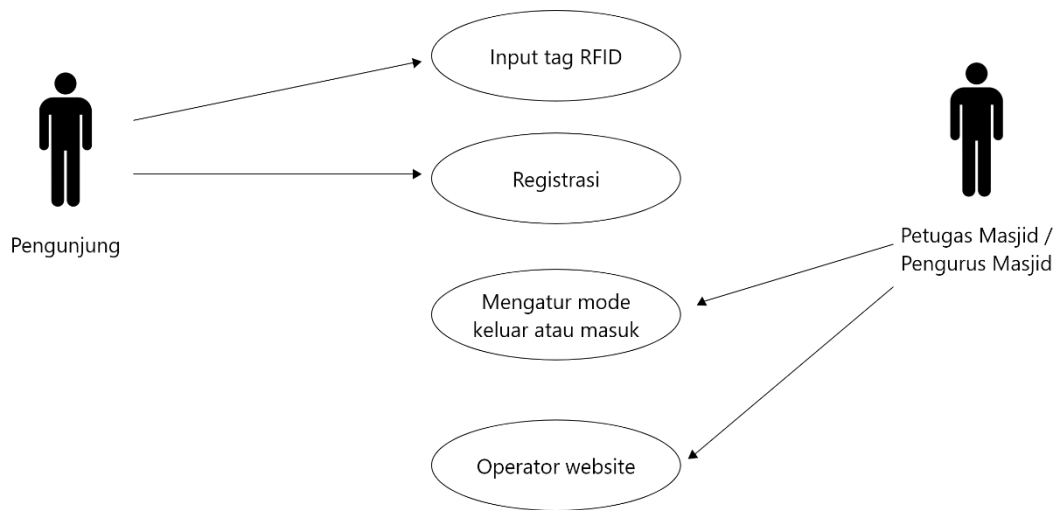 Input tag RFID
Registrasi
Pengunjung
Petugas Masjid /
Pengurus Masjid
Mengatur mode
keluar atau masuk
Operator website